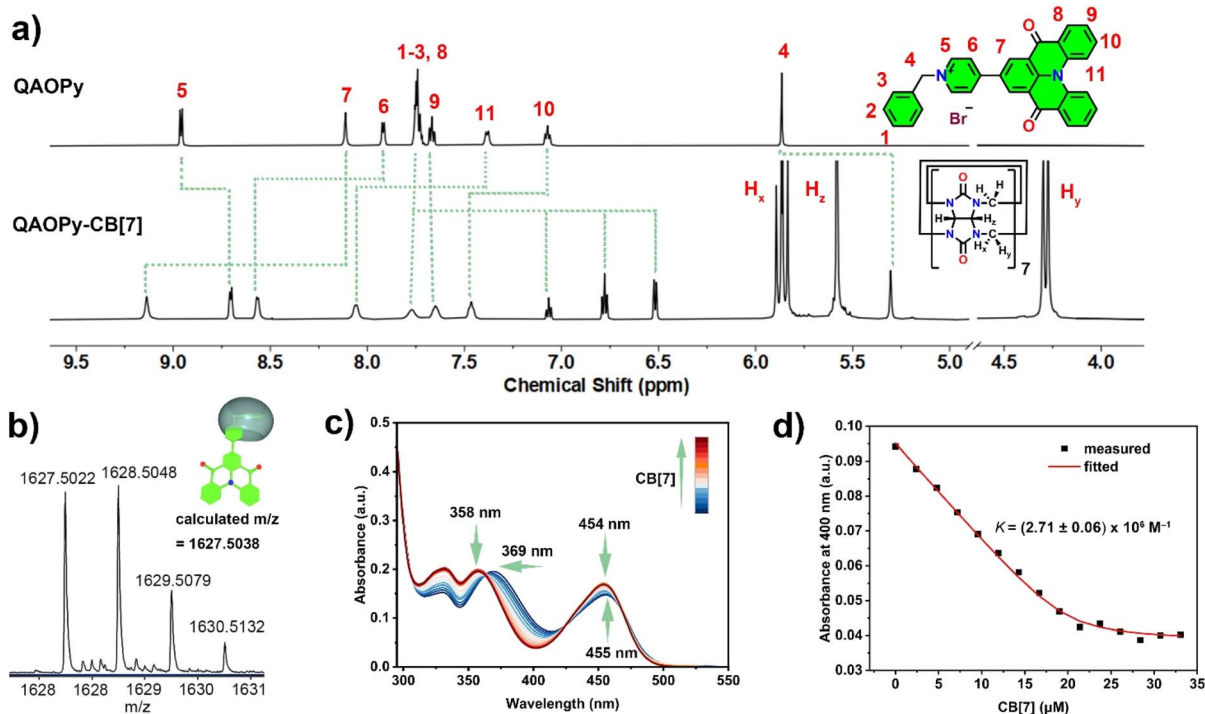 a)
QAOPy
5
7
6
1-3, 8
9
11
10
4
3
2
4
5
6
7
8
9
10
11
1
N
+
Br
−
O
N
O
QAOPy-CB[7]
Hx
Hz
Hy
O
N
N
H
H
C
H
Hz
N
N
C
Hx
Hy
O
7
9.5
9.0
8.5
8.0
7.5
7.0
6.5
6.0
5.5
5.0
4.5
4.0
Chemical Shift (ppm)
b)
1627.5022
1628.5048
calculated m/z
= 1627.5038
1629.5079
1630.5132
1628
1628
1629
1630
1631
m/z
c)
0.5
0.4
0.3
0.2
0.1
0.0
CB[7]
358 nm
369 nm
454 nm
455 nm
300
350
400
450
500
550
Absorbance (a.u.)
Wavelength (nm)
d)
0.10
0.09
0.08
0.07
0.06
0.05
0.04
0.03
measured
fitted
K = (2.71 ± 0.06) x 10⁶ M⁻¹
0
5
10
15
20
25
30
35
Absorbance at 400 nm (a.u.)
CB[7] (µM)